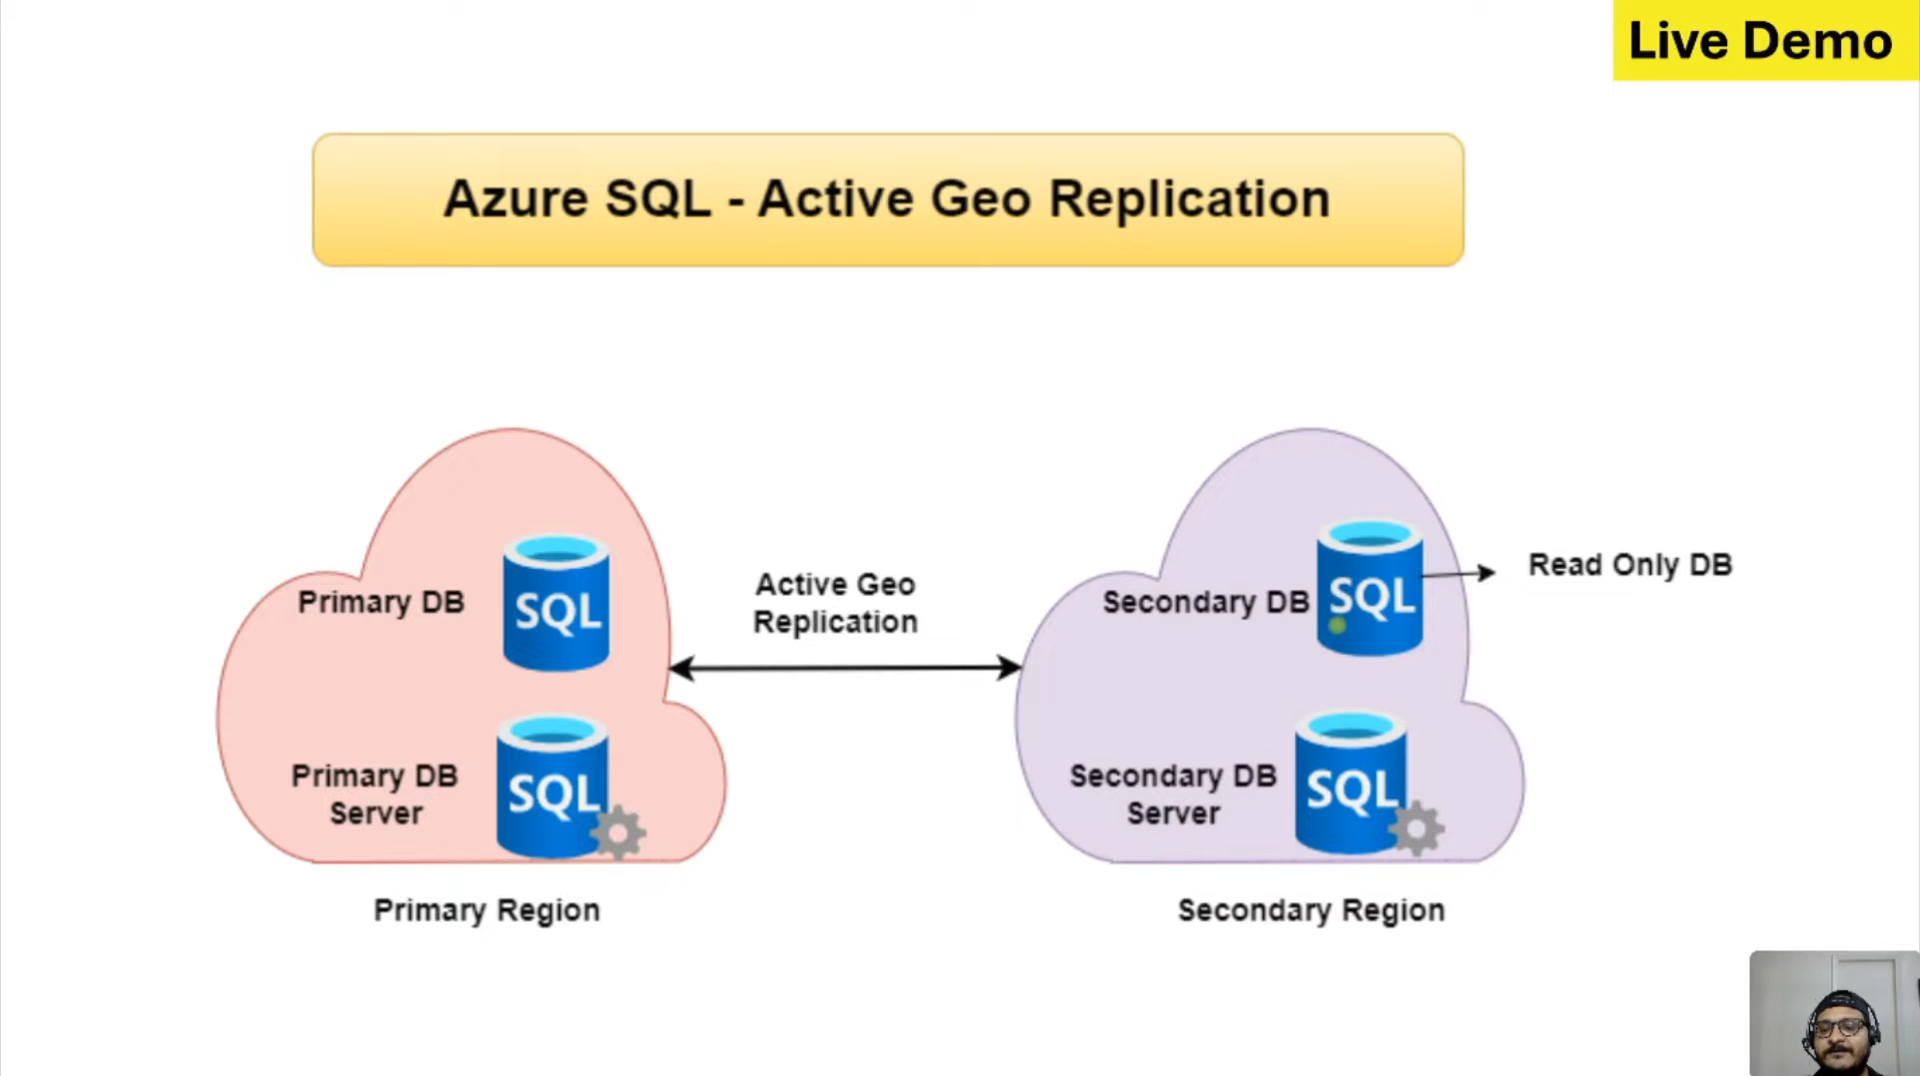 Live Demo
Azure SQL - Active Geo Replication
Primary DB
SQL
Active Geo
Replication
Secondary DB
SQL
Read Only DB
Primary DB
Server
SQL
Secondary DB
Server
SQL
Primary Region
Secondary Region